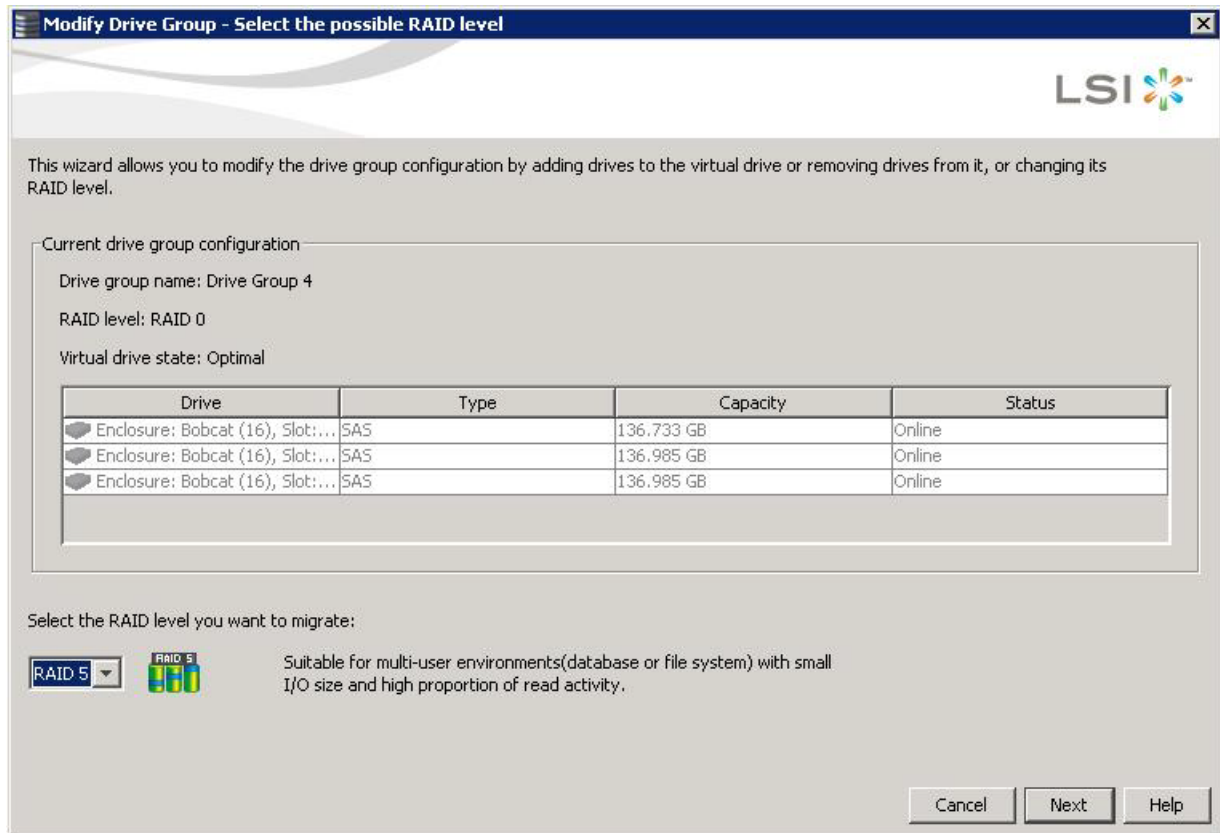 Modify Drive Group - Select the possible RAID level
LSI
This wizard allows you to modify the drive group configuration by adding drives to the virtual drive or removing drives from it, or changing its
RAID level.
Current drive group configuration
Drive group name: Drive Group 4
RAID level: RAID 0
Virtual drive state: Optimal
Drive Type Capacity Status
Enclosure: Bobcat (16), Slot:... SAS 136.733 GB Online
Enclosure: Bobcat (16), Slot:... SAS 136.985 GB Online
Enclosure: Bobcat (16), Slot:... SAS 136.985 GB Online
Select the RAID level you want to migrate:
RAID 5
RAID 5
Suitable for multi-user environments(database or file system) with small
I/O size and high proportion of read activity.
Cancel Next Help